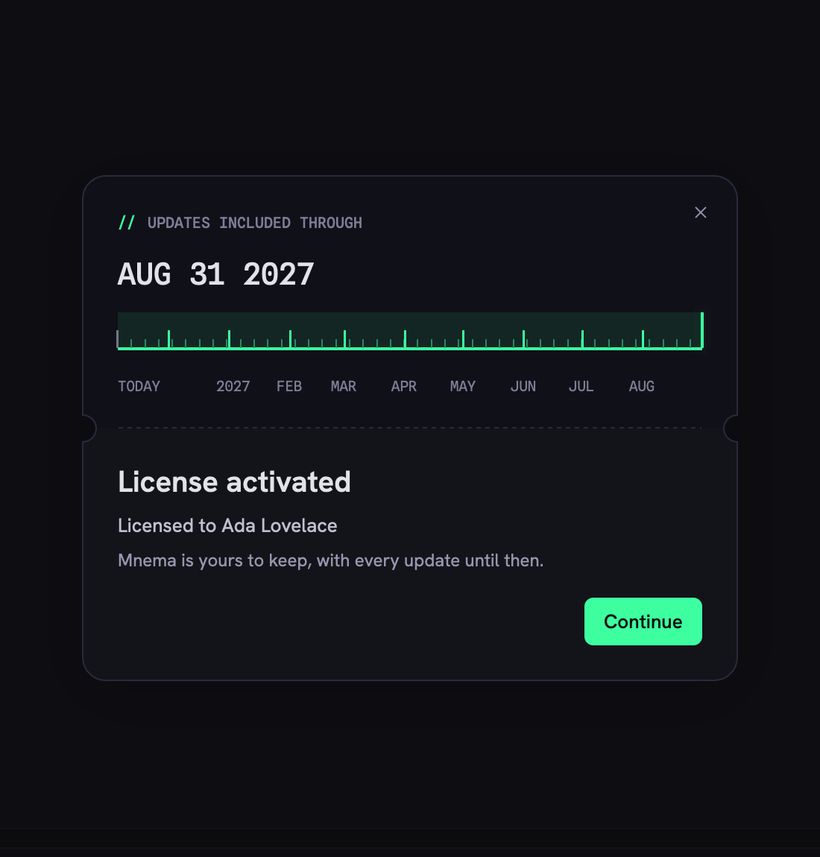 // UPDATES INCLUDED THROUGH
AUG 31 2027
TODAY 2027 FEB MAR APR MAY JUN JUL AUG
License activated
Licensed to Ada Lovelace
Mnema is yours to keep, with every update until then.
Continue